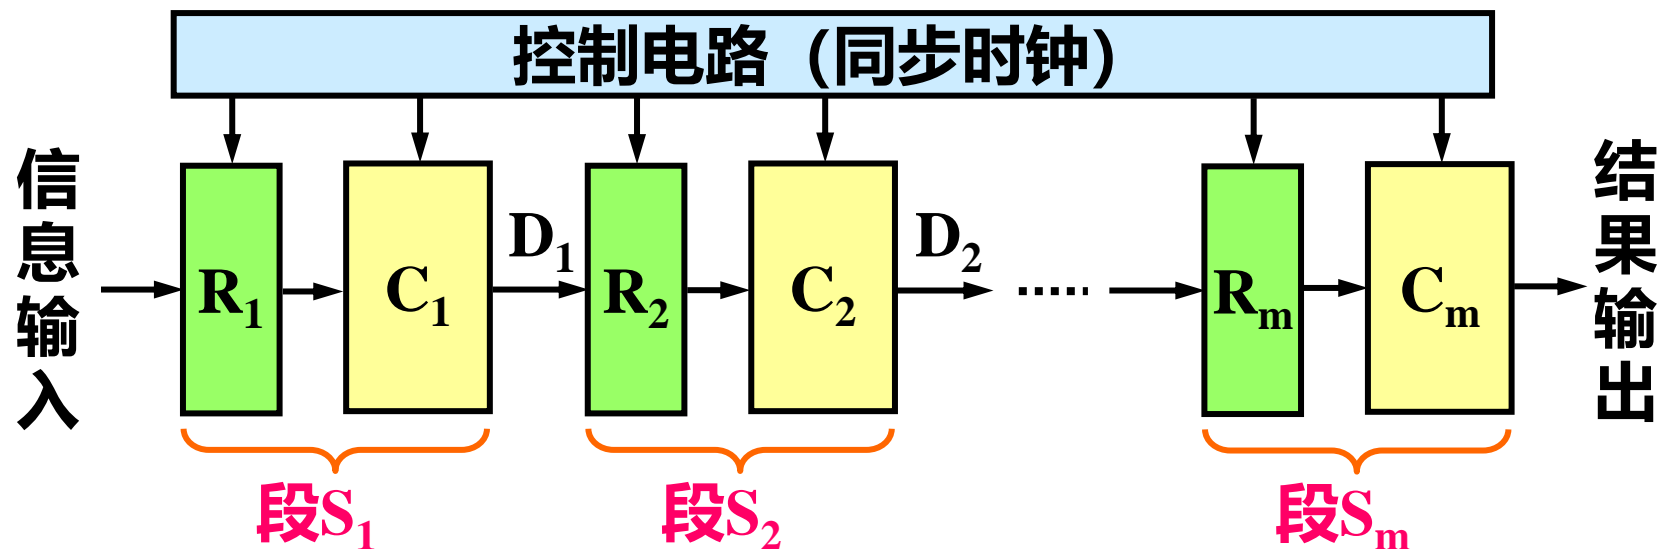 控制电路（同步时钟）
信息输入
R1
C1
D1
R2
C2
D2
······
Rm
Cm
结果输出
段S1
段S2
段Sm